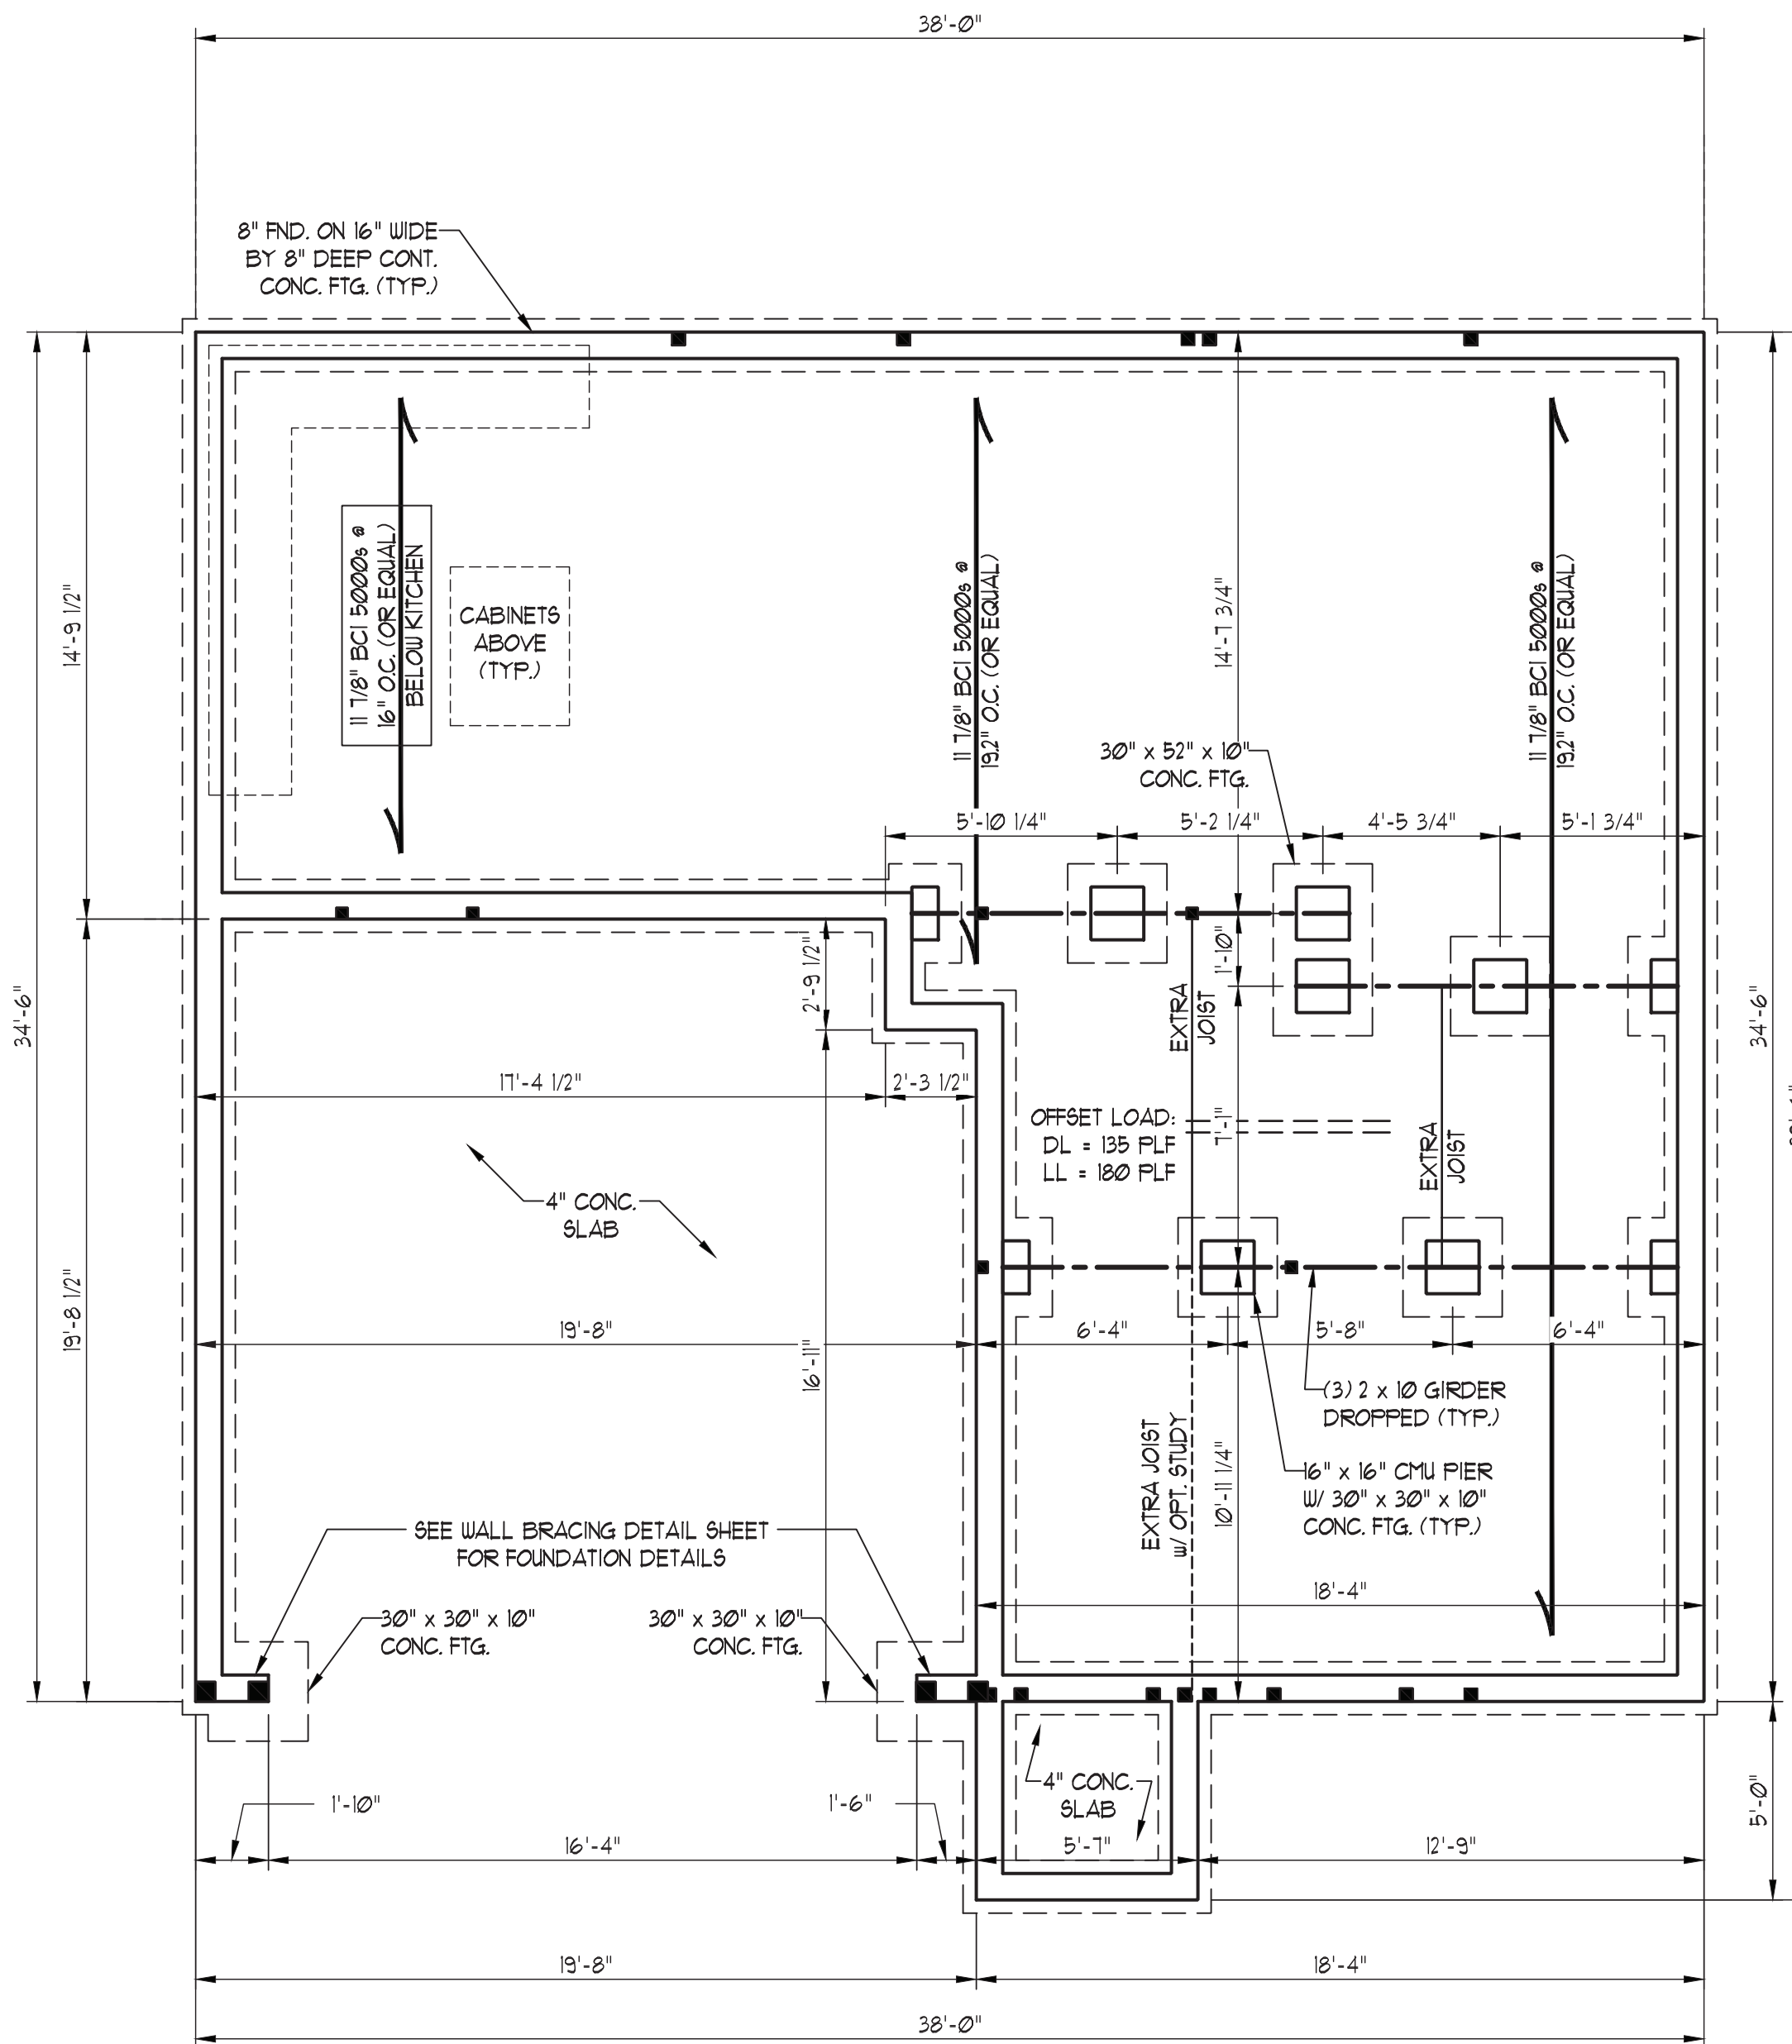 38'-0"
8" FND. ON 16" WIDE
BY 8" DEEP CONT.
CONC. FTG. (TYP.)
14'-9 1/2"
34'-6"
19'-8 1/2"
11 7/8" BCI 5000s @
16" O.C. (OR EQUAL)
BELOW KITCHEN
CABINETS
ABOVE
(TYP.)
11 7/8" BCI 5000s @
19.2" O.C. (OR EQUAL)
14'-7 3/4"
11 7/8" BCI 5000s @
19.2" O.C. (OR EQUAL)
30" x 52" x 10"
CONC. FTG.
5'-10 1/4"
5'-2 1/4"
4'-5 3/4"
5'-1 3/4"
2'-9 1/2"
1'-10"
EXTRA
JOIST
34'-6"
17'-4 1/2"
2'-3 1/2"
OFFSET LOAD:
DL = 135 PLF
LL = 180 PLF
7'-1"
EXTRA
JOIST
4" CONC.
SLAB
19'-8"
16'-11"
6'-4"
5'-8"
6'-4"
(3) 2 x 10 GIRDER
DROPPED (TYP.)
EXTRA JOIST
w/ OPT. STUDY
10'-11 1/4"
16" x 16" CMU PIER
W/ 30" x 30" x 10"
CONC. FTG. (TYP.)
SEE WALL BRACING DETAIL SHEET
FOR FOUNDATION DETAILS
18'-4"
30" x 30" x 10"
CONC. FTG.
30" x 30" x 10"
CONC. FTG.
4" CONC.
SLAB
1'-10"
1'-6"
5'-0"
16'-4"
5'-7"
12'-9"
19'-8"
18'-4"
38'-0"